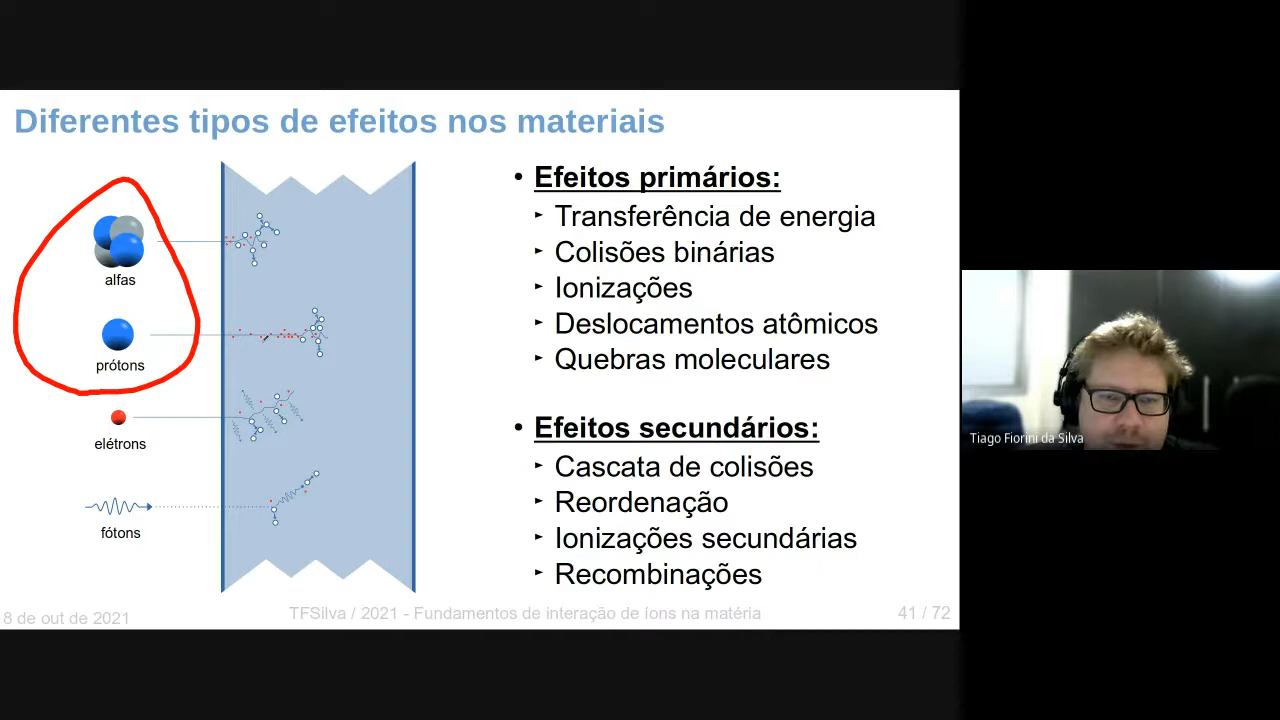 Diferentes tipos de efeitos nos materiais
alfas
prótons
elétrons
fótons
• Efeitos primários:
‣ Transferência de energia
‣ Colisões binárias
‣ Ionizações
‣ Deslocamentos atômicos
‣ Quebras moleculares
• Efeitos secundários:
‣ Cascata de colisões
‣ Reordenação
‣ Ionizações secundárias
‣ Recombinações
8 de out de 2021
TFSilva / 2021 - Fundamentos de interação de íons na matéria
41 / 72
Tiago Fiorini da Silva